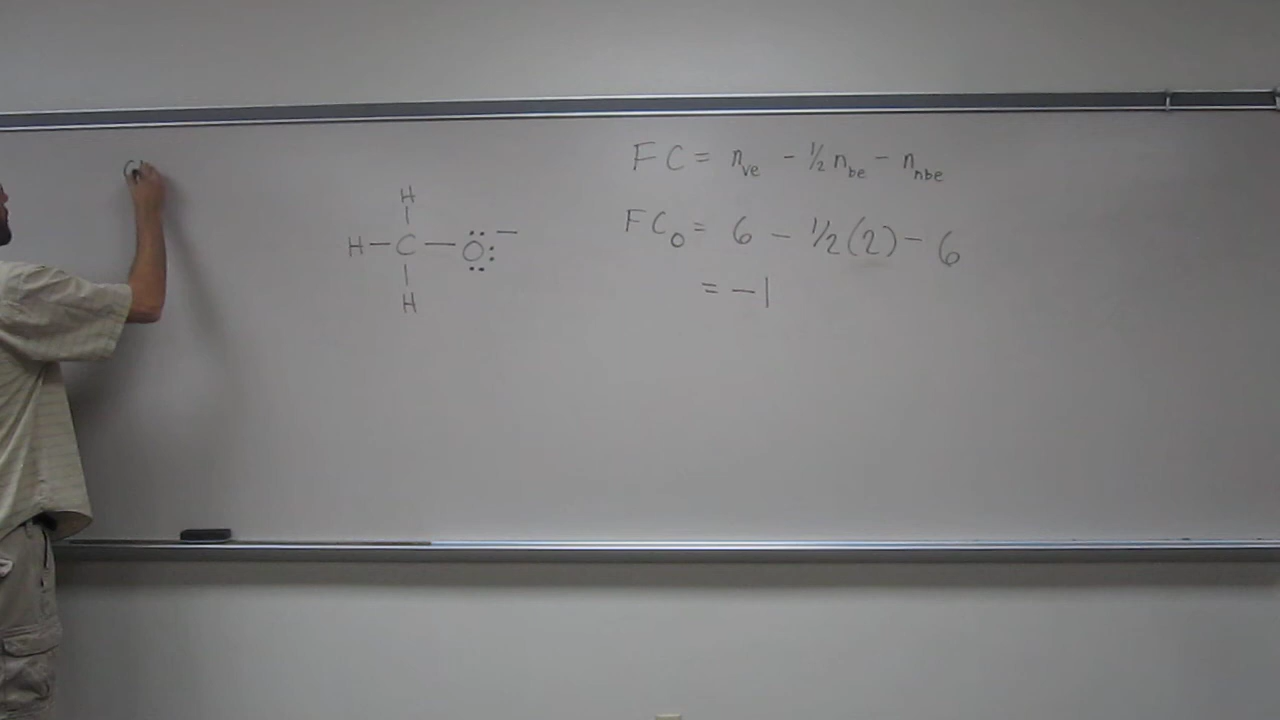 FC = n_ve - ½ n_be - n_nbe
H
H-C-Ö:⁻
H
FC_O = 6 - ½(2) - 6
= -1